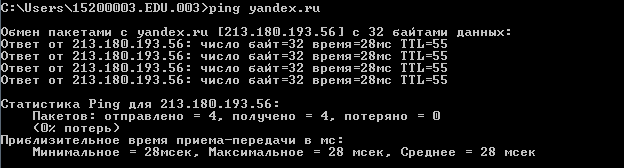 C:\Users\15200003.EDU.003>ping yandex.ru
Обмен пакетами с yandex.ru [213.180.193.56] с 32 байтами данных:
Ответ от 213.180.193.56: число байт=32 время=28мс TTL=55
Ответ от 213.180.193.56: число байт=32 время=28мс TTL=55
Ответ от 213.180.193.56: число байт=32 время=28мс TTL=55
Ответ от 213.180.193.56: число байт=32 время=28мс TTL=55
Статистика Ping для 213.180.193.56:
Пакетов: отправлено = 4, получено = 4, потеряно = 0
(0% потерь)
Приблизительное время приема-передачи в мс:
Минимальное = 28мсек, Максимальное = 28 мсек, Среднее = 28 мсек